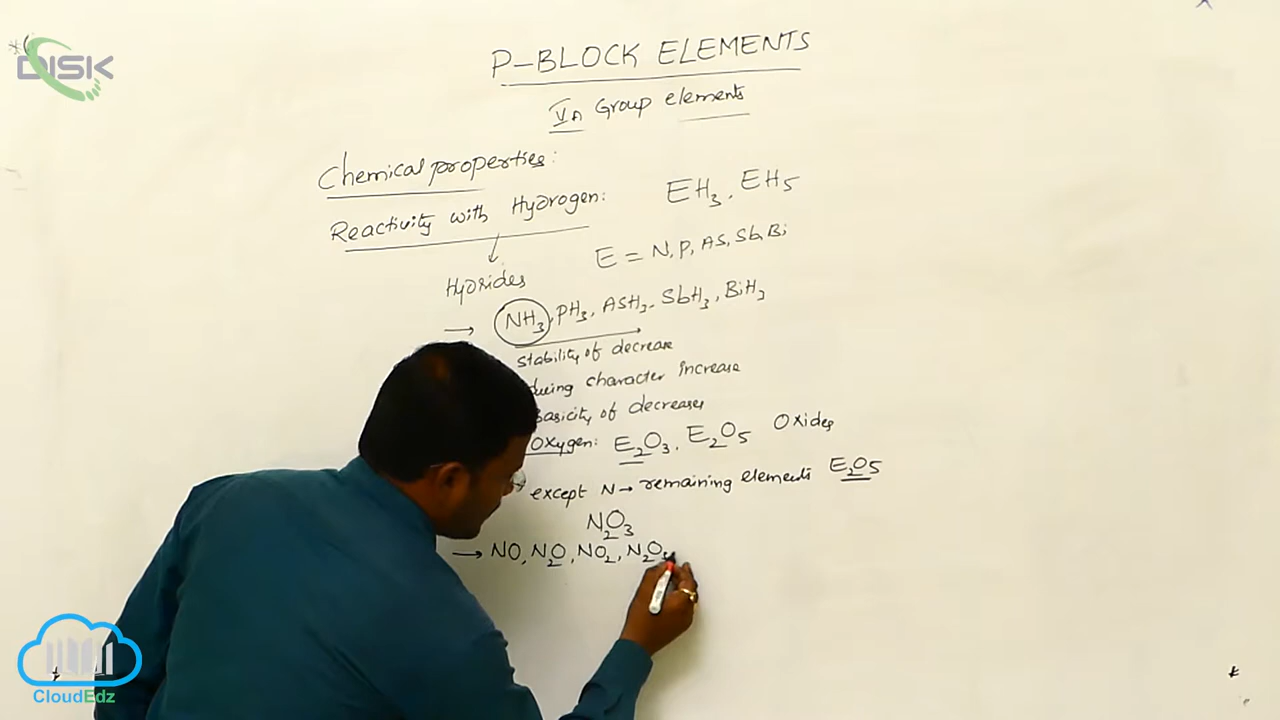 DISK
P-BLOCK ELEMENTS
VA Group elements
Chemical properties:
Reactivity with Hydrogen: EH3, EH5
E = N, P, AS, Sb, Bi
Hydrides
→ NH3, PH3, ASH3, SbH3, BiH3
stability of decrease
character increase
of decreases
Oxygen: E2O3, E2O5 Oxides
except N→ remaining elements E2O5
N2O3
→ NO, N2O, NO2, N2O
CloudEdz